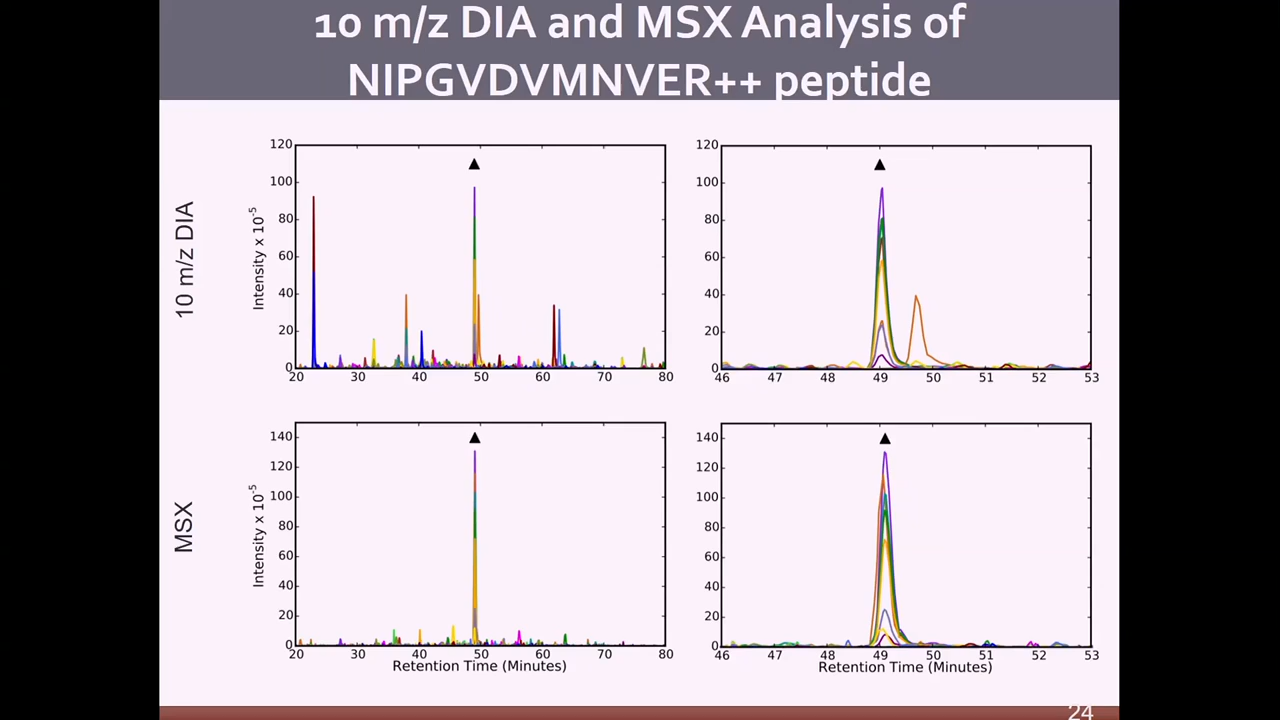 10 m/z DIA and MSX Analysis of
NIPGVDVMNVER++ peptide
10 m/z DIA
Intensity x 10-5
120
100
80
60
40
20
0
20 30 40 50 60 70 80
120
100
80
60
40
20
0
46 47 48 49 50 51 52 53
MSX
Intensity x 10-5
140
120
100
80
60
40
20
0
20 30 40 50 60 70 80
Retention Time (Minutes)
140
120
100
80
60
40
20
0
46 47 48 49 50 51 52 53
Retention Time (Minutes)
24